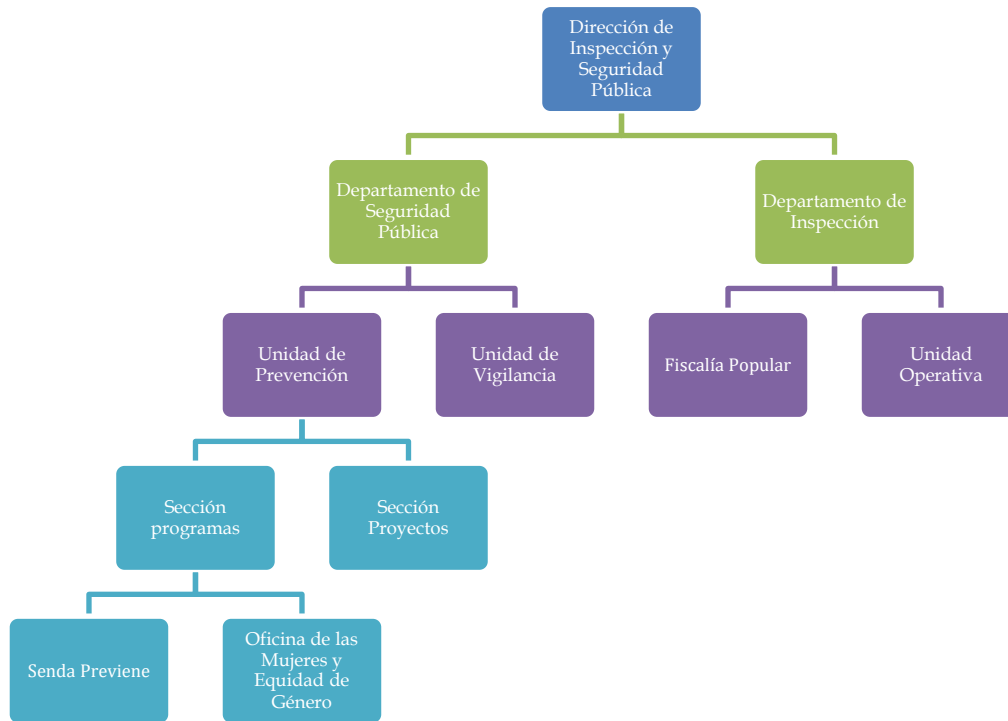 Dirección de
Inspección y
Seguridad
Pública
Departamento de
Seguridad
Pública
Departamento de
Inspección
Unidad de
Prevención
Unidad de
Vigilancia
Fiscalía Popular
Unidad
Operativa
Sección
programas
Sección
Proyectos
Senda Previene
Oficina de las
Mujeres y
Equidad de
Género